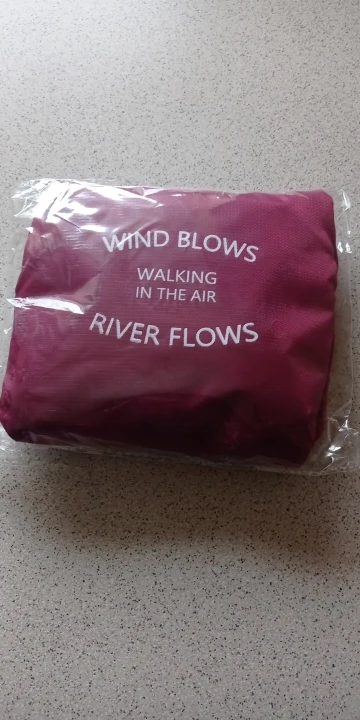 WIND BLOWS
WALKING
IN THE AIR
RIVER FLOWS